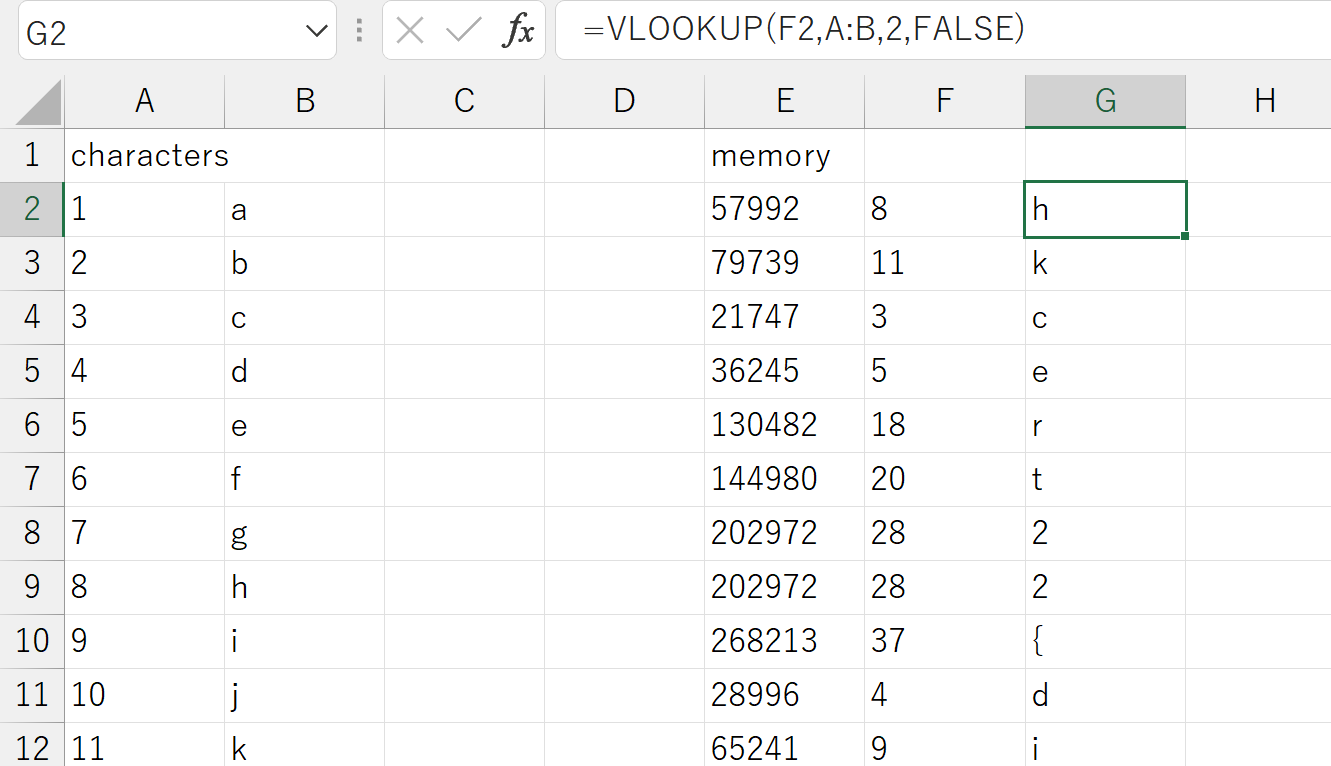 G2 fx =VLOOKUP(F2,A:B,2,FALSE)
A B C D E F G H
1 characters memory
2 1 a 57992 8 h
3 2 b 79739 11 k
4 3 c 21747 3 c
5 4 d 36245 5 e
6 5 e 130482 18 r
7 6 f 144980 20 t
8 7 g 202972 28 2
9 8 h 202972 28 2
10 9 i 268213 37 {
11 10 j 28996 4 d
12 11 k 65241 9 i